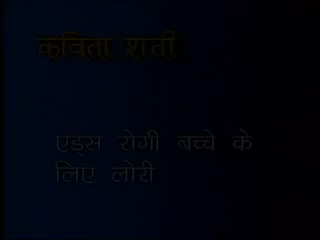 कविता शती
एड्स रोगी बच्चे के
लिए लोरी